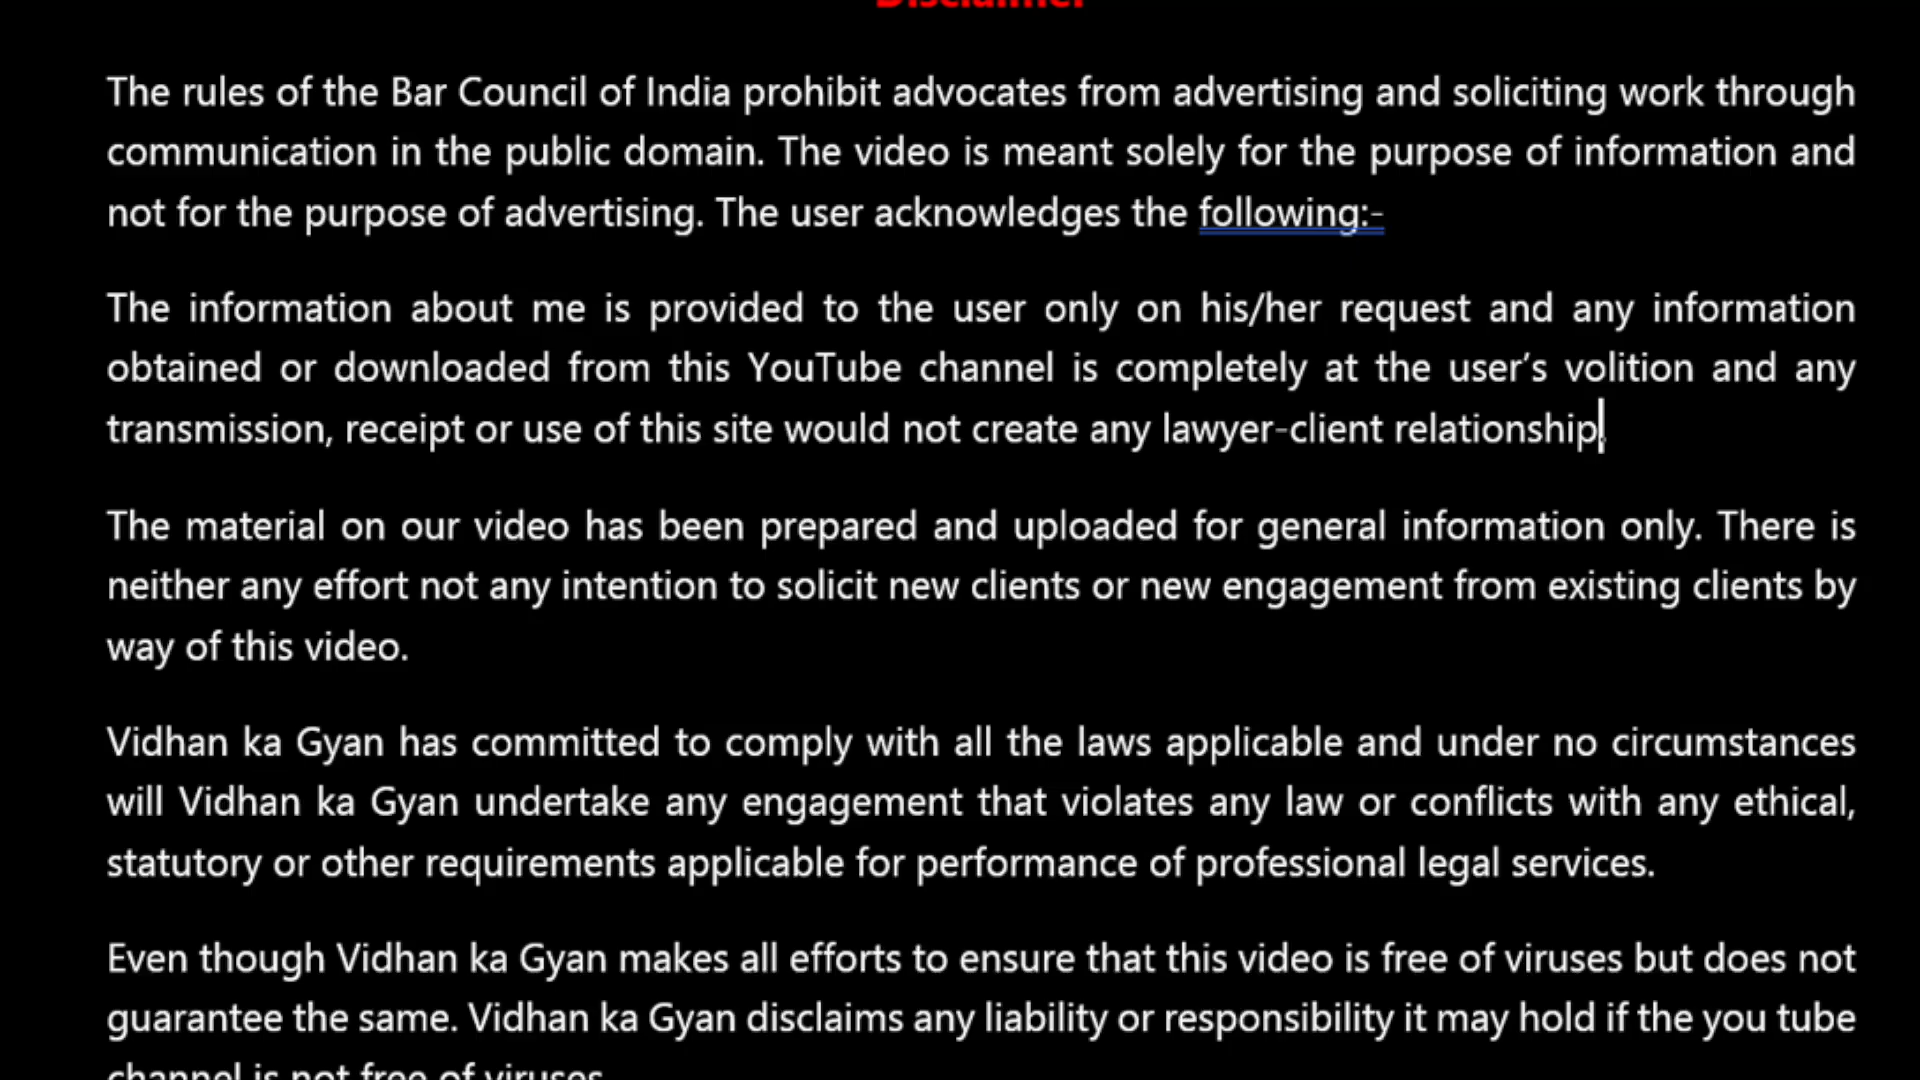 Disclaimer
The rules of the Bar Council of India prohibit advocates from advertising and soliciting work through
communication in the public domain. The video is meant solely for the purpose of information and
not for the purpose of advertising. The user acknowledges the following:-
The information about me is provided to the user only on his/her request and any information
obtained or downloaded from this YouTube channel is completely at the user’s volition and any
transmission, receipt or use of this site would not create any lawyer-client relationship.
The material on our video has been prepared and uploaded for general information only. There is
neither any effort not any intention to solicit new clients or new engagement from existing clients by
way of this video.
Vidhan ka Gyan has committed to comply with all the laws applicable and under no circumstances
will Vidhan ka Gyan undertake any engagement that violates any law or conflicts with any ethical,
statutory or other requirements applicable for performance of professional legal services.
Even though Vidhan ka Gyan makes all efforts to ensure that this video is free of viruses but does not
guarantee the same. Vidhan ka Gyan disclaims any liability or responsibility it may hold if the you tube
channel is not free of viruses